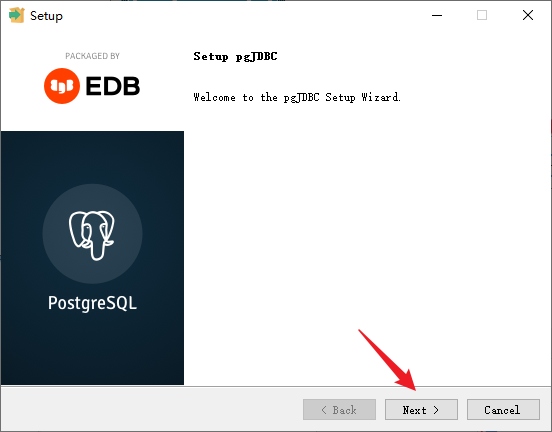 Setup
PACKAGED BY
EDB
Setup pgJDBC
Welcome to the pgJDBC Setup Wizard.
PostgreSQL
< Back
Next >
Cancel